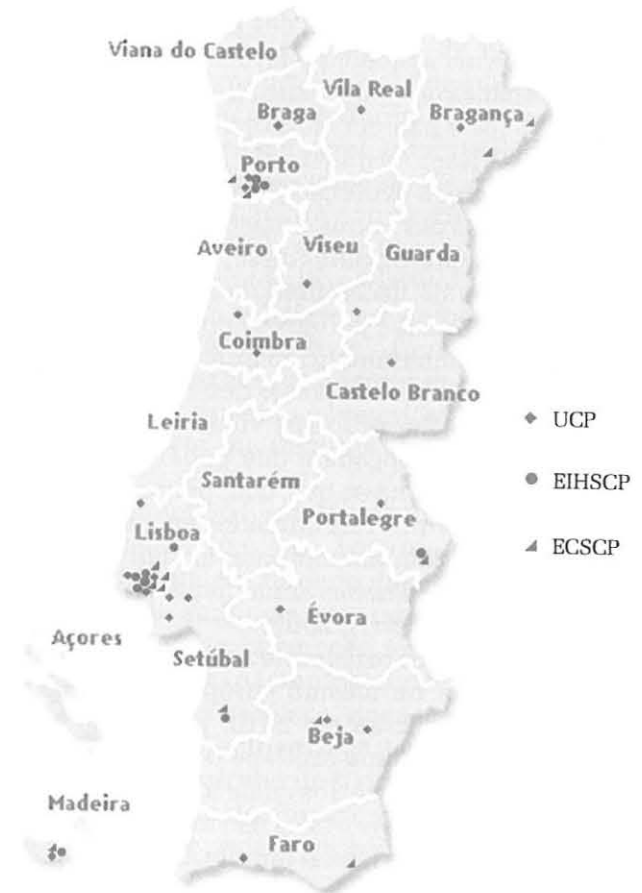 Viana do Castelo
Vila Real
Braga
Bragança
Porto
Aveiro
Viseu
Guarda
Coimbra
Castelo Branco
Leiria
UCP
Santarém
EIHSCP
Portalegre
Lisboa
ECSCP
Évora
Açores
Setúbal
Beja
Madeira
Faro